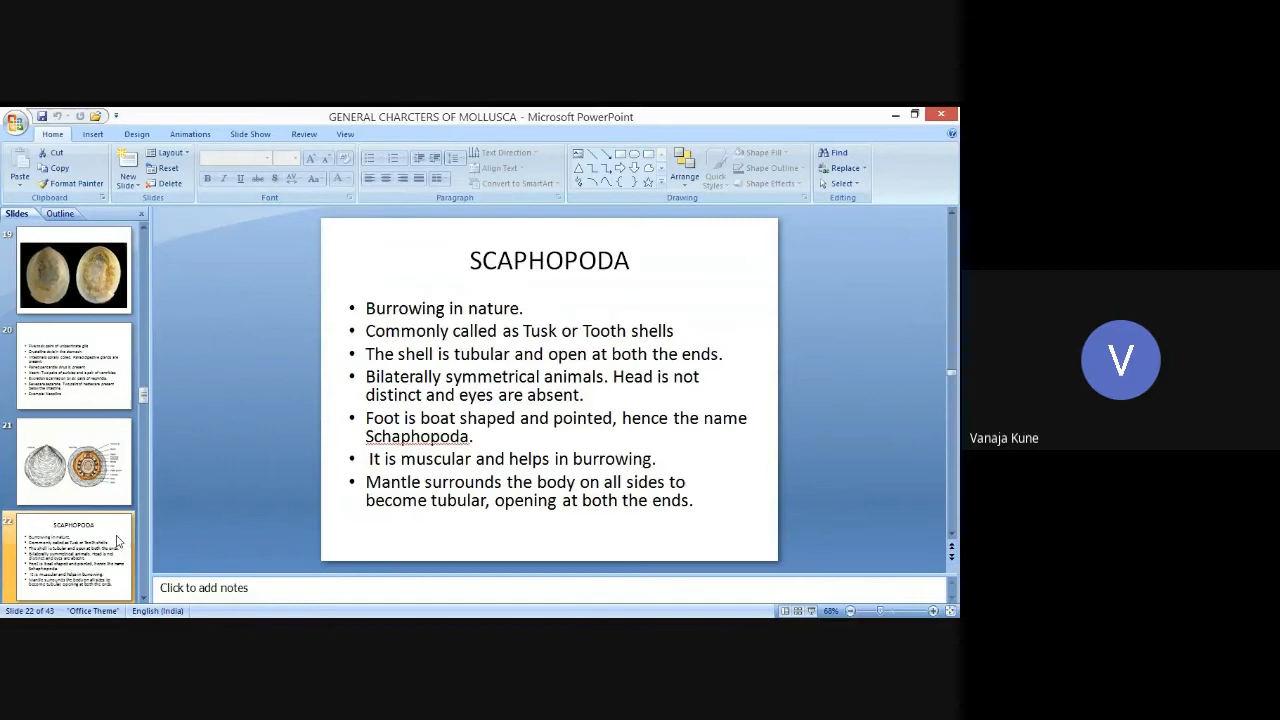 GENERAL CHARCTERS OF MOLLUSCA - Microsoft PowerPoint
Home Insert Design Animations Slide Show Review View
Paste
Cut
Copy
Format Painter
Clipboard
New
Slide
Layout
Reset
Delete
Slides
Font
Paragraph
Text Direction
Align Text
Convert to SmartArt
Arrange
Quick
Styles
Shape Fill
Shape Outline
Shape Effects
Drawing
Find
Replace
Select
Editing
Slides Outline
19
20
21
22
SCAPHOPODA
SCAPHOPODA
• Burrowing in nature.
• Commonly called as Tusk or Tooth shells
• The shell is tubular and open at both the ends.
• Bilaterally symmetrical animals. Head is not
distinct and eyes are absent.
• Foot is boat shaped and pointed, hence the name
Schaphopoda.
• It is muscular and helps in burrowing.
• Mantle surrounds the body on all sides to
become tubular, opening at both the ends.
Click to add notes
Slide 22 of 43 "Office Theme" English (India) 68%
V
Vanaja Kune